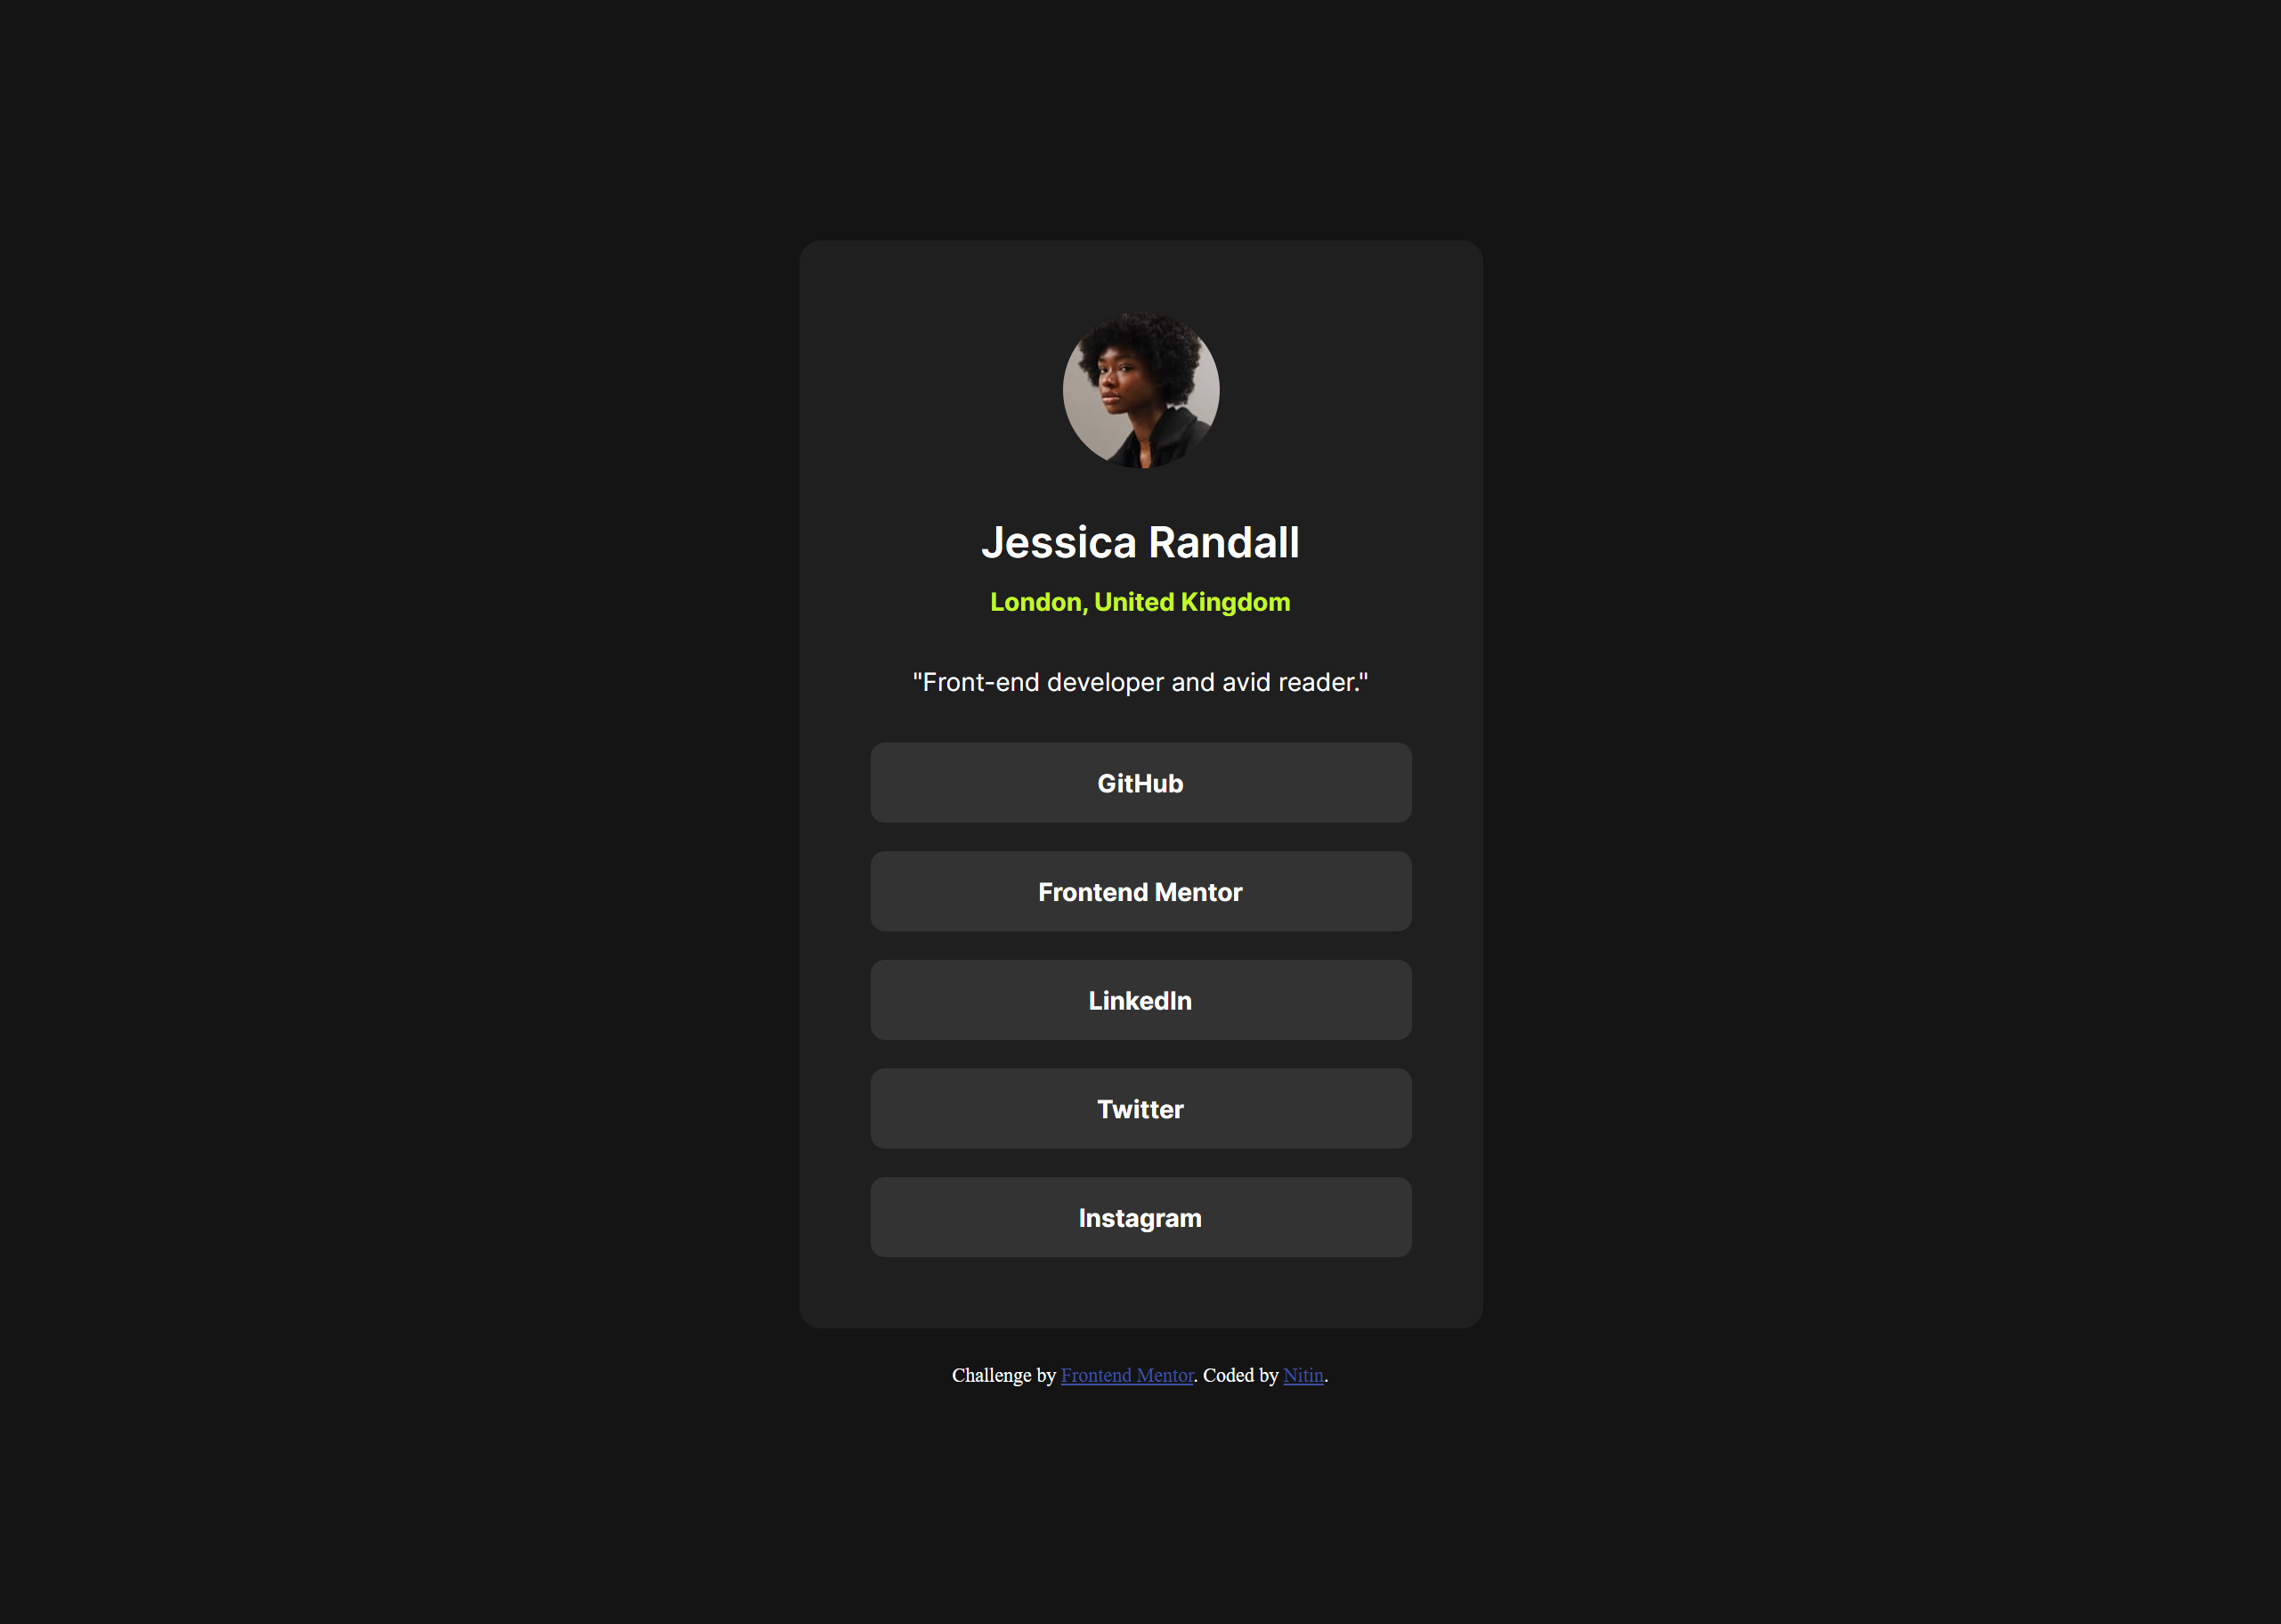 Jessica Randall
London, United Kingdom
"Front-end developer and avid reader."
GitHub
Frontend Mentor
LinkedIn
Twitter
Instagram
Challenge by Frontend Mentor. Coded by Nitin.